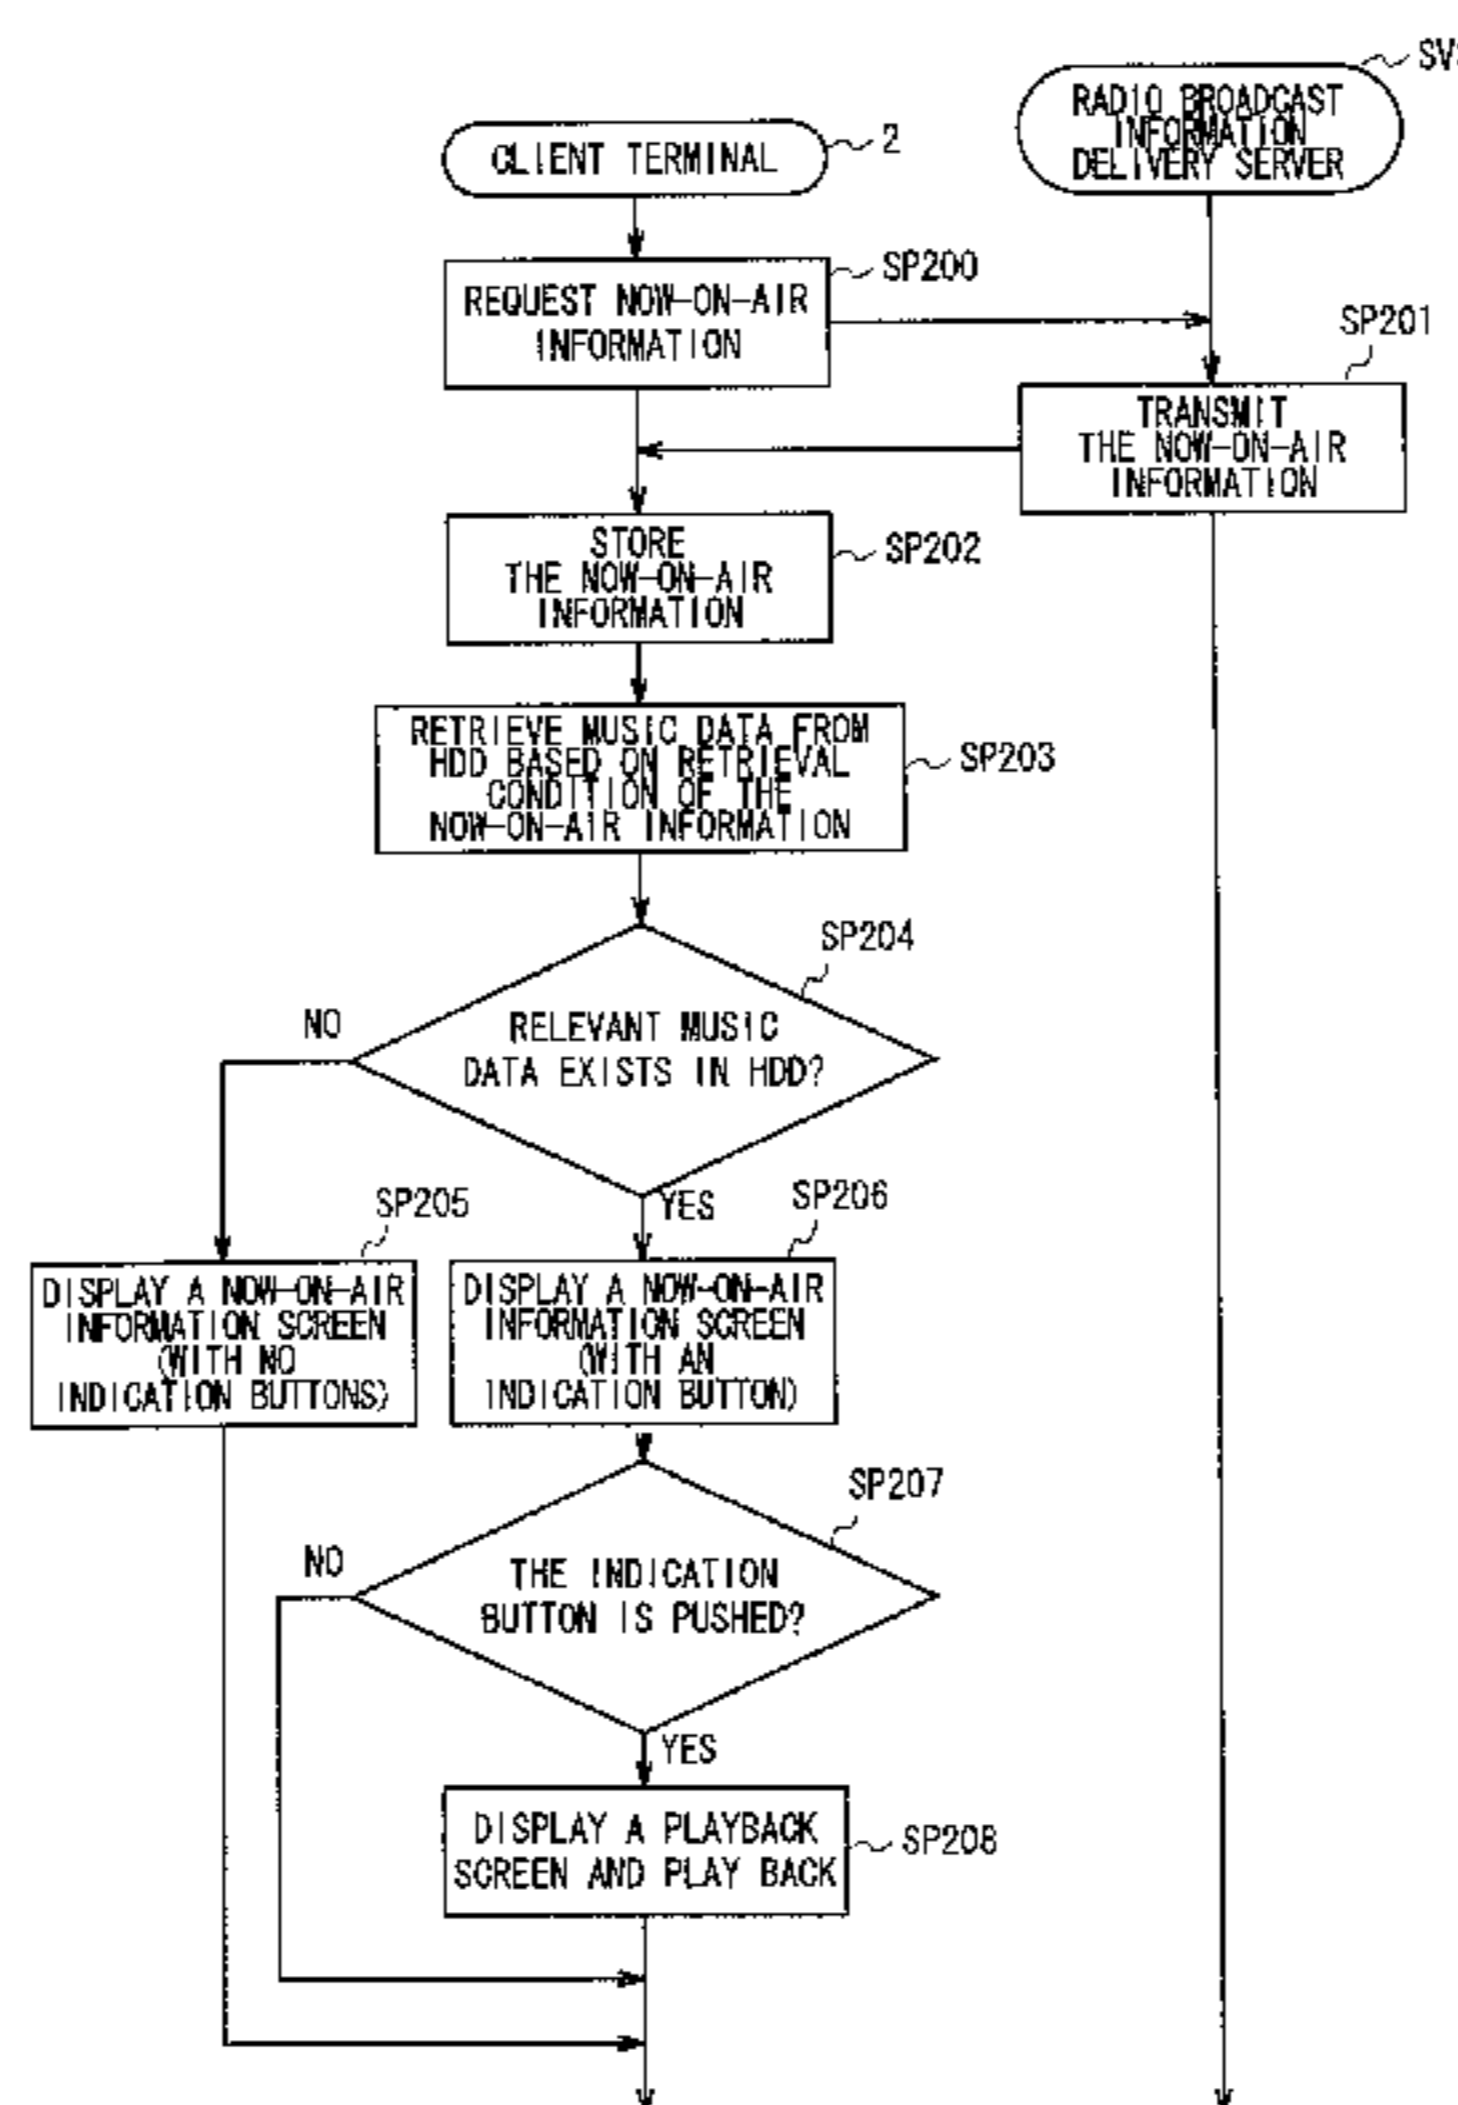 SV
RADIO BROADCAST
INFORMATION
DELIVERY SERVER
CLIENT TERMINAL
2
SP200
REQUEST NOW-ON-AIR
INFORMATION
SP201
TRANSMIT
THE NOW-ON-AIR
INFORMATION
STORE
THE NOW-ON-AIR
INFORMATION
SP202
RETRIEVE MUSIC DATA FROM
HDD BASED ON RETRIEVAL
CONDITION OF THE
NOW-ON-AIR INFORMATION
SP203
SP204
NO
RELEVANT MUSIC
DATA EXISTS IN HDD?
YES
SP205
SP206
DISPLAY A NOW-ON-AIR
INFORMATION SCREEN
(WITH NO
INDICATION BUTTONS)
DISPLAY A NOW-ON-AIR
INFORMATION SCREEN
(WITH AN
INDICATION BUTTON)
SP207
NO
THE INDICATION
BUTTON IS PUSHED?
YES
DISPLAY A PLAYBACK
SCREEN AND PLAY BACK
SP208